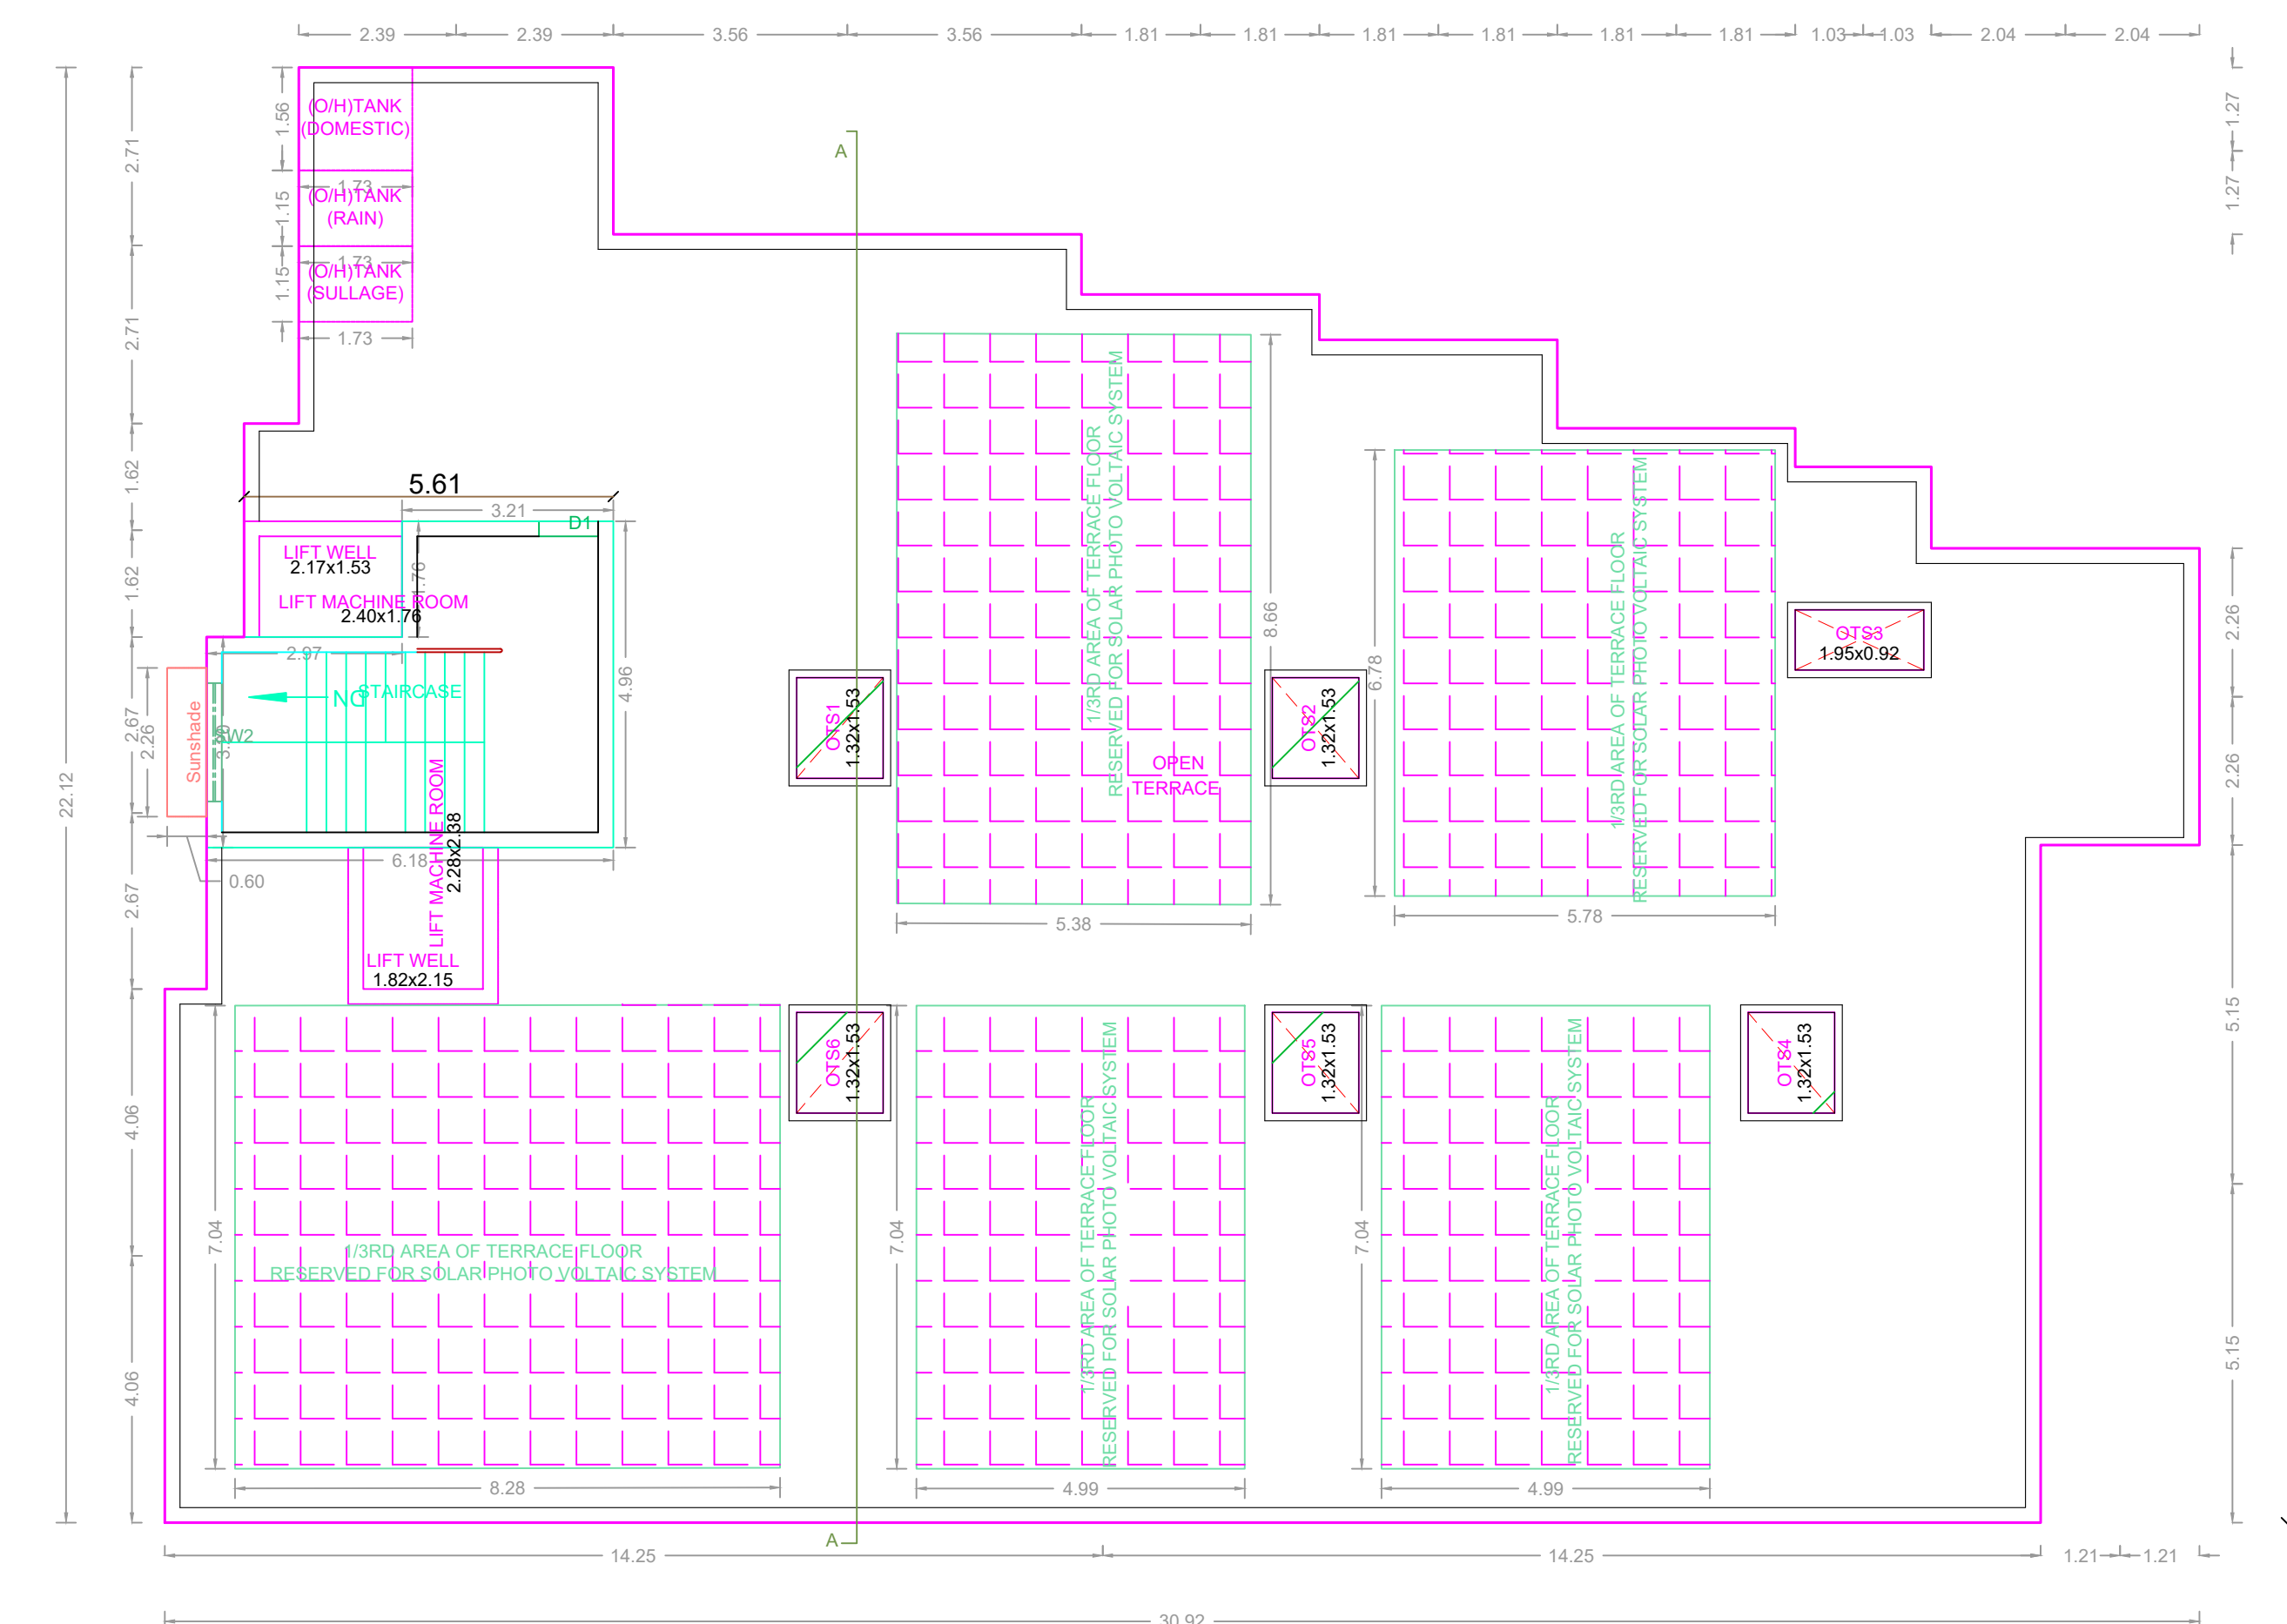 2.39 2.39 3.56 3.56 1.81 1.81 1.81 1.81 1.81 1.81 1.03 1.03 2.04 2.04
(O/H)TANK
(DOMESTIC)
1.56
2.71
1.27
A
1.73
(O/H)TANK
(RAIN)
1.15
1.27
1.73
(O/H)TANK
(SULLAGE)
1.15
2.71
1.73
1.62
5.61
3.21
D1
LIFT WELL
2.17x1.53
1.76
LIFT MACHINE ROOM
2.40x1.76
1.62
2.97
STAIRCASE
DN
4.96
Sunshade
SW2
2.26
2.67
22.12
LIFT MACHINE ROOM
2.28x2.38
6.18
0.60
2.67
LIFT WELL
1.82x2.15
1/3RD AREA OF TERRACE FLOOR
RESERVED FOR SOLAR PHOTO VOLTAIC SYSTEM
8.66
5.38
OPEN
TERRACE
OTS1
1.32x1.53
OTS2
1.32x1.53
6.78
1/3RD AREA OF TERRACE FLOOR
RESERVED FOR SOLAR PHOTO VOLTAIC SYSTEM
5.78
OTS3
1.95x0.92
2.26
2.26
5.15
5.15
4.06
4.06
7.04
1/3RD AREA OF TERRACE FLOOR
RESERVED FOR SOLAR PHOTO VOLTAIC SYSTEM
8.28
OTS6
1.32x1.53
7.04
1/3RD AREA OF TERRACE FLOOR
RESERVED FOR SOLAR PHOTO VOLTAIC SYSTEM
4.99
OTS5
1.32x1.53
7.04
1/3RD AREA OF TERRACE FLOOR
RESERVED FOR SOLAR PHOTO VOLTAIC SYSTEM
4.99
OTS4
1.32x1.53
A
14.25 14.25 1.21 1.21
30.92